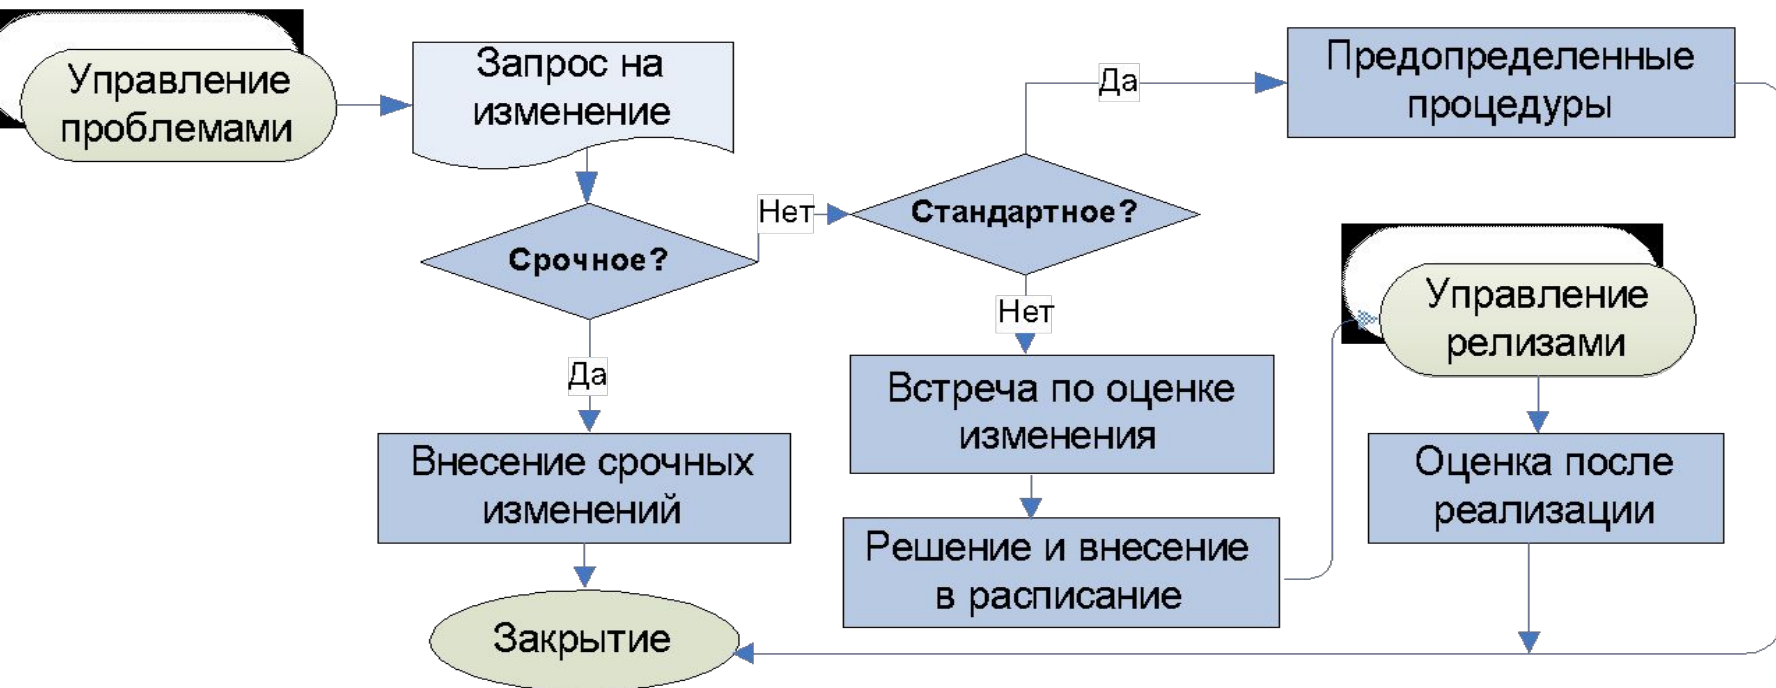 Управление
проблемами
Запрос на
изменение
Срочное?
Нет
Стандартное?
Да
Предопределенные
процедуры
Нет
Встреча по оценке
изменения
Решение и внесение
в расписание
Управление
релизами
Оценка после
реализации
Да
Внесение срочных
изменений
Закрытие